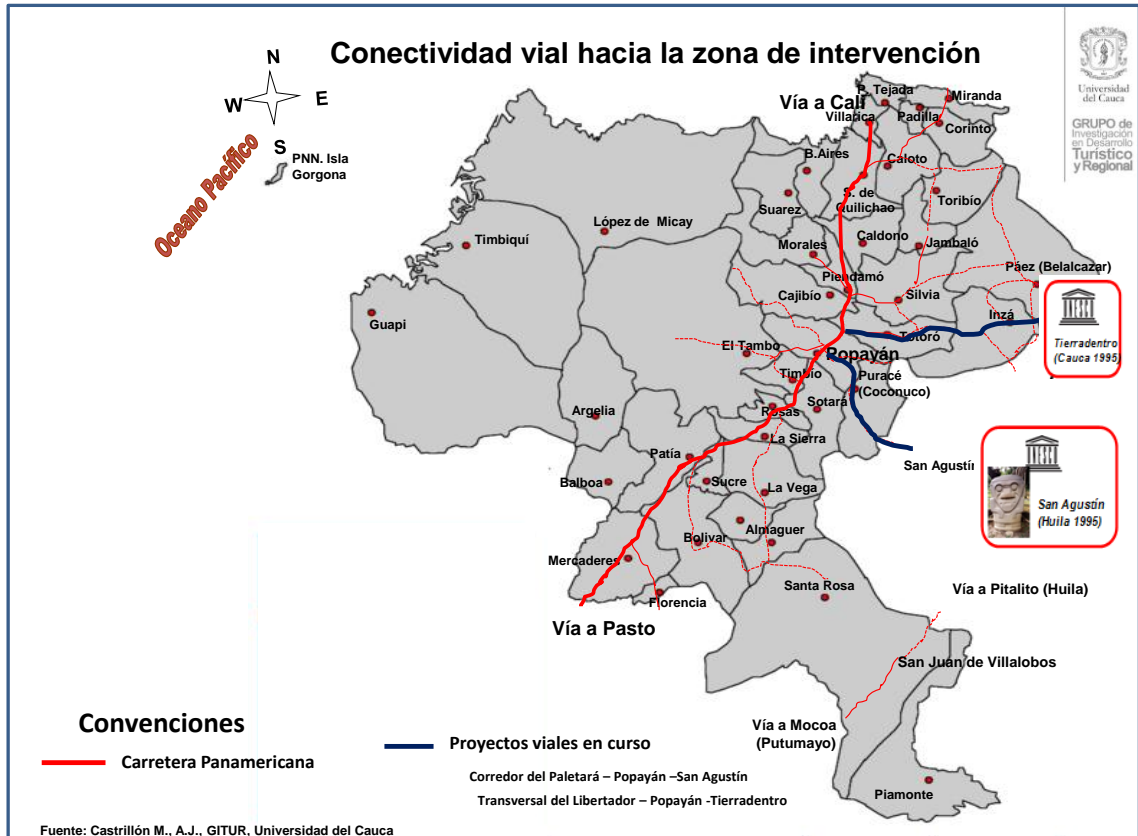 Conectividad vial hacia la zona de intervención
N
W
E
S
Oceano Pacífico
PNN. Isla
Gorgona
Universidad
del Cauca
GRUPO de
Investigación
en Desarrollo
Turístico
y Regional
Vía a Cali
P. Tejada
Miranda
Villarica
Padilla
Corinto
B.Aires
Caloto
S. de
Quilichao
Suarez
Toribío
López de Micay
Timbiquí
Morales
Caldono
Jambaló
Piendamó
Páez (Belalcazar)
Cajibío
Silvia
Inzá
Guapi
Totoró
Tierradentro
(Cauca 1995)
El Tambo
Popayán
Timbío
Puracé
(Coconuco)
Sotará
Argelia
Rosas
La Sierra
Patía
San Agustín
Balboa
Sucre
La Vega
San Agustín
(Huila 1995)
Almaguer
Bolivar
Mercaderes
Santa Rosa
Florencia
Vía a Pitalito (Huila)
Vía a Pasto
San Juan de Villalobos
Vía a Mocoa
(Putumayo)
Piamonte
Convenciones
Carretera Panamericana
Proyectos viales en curso
Corredor del Paletará – Popayán –San Agustín
Transversal del Libertador – Popayán -Tierradentro
Fuente: Castrillón M., A.J., GITUR, Universidad del Cauca